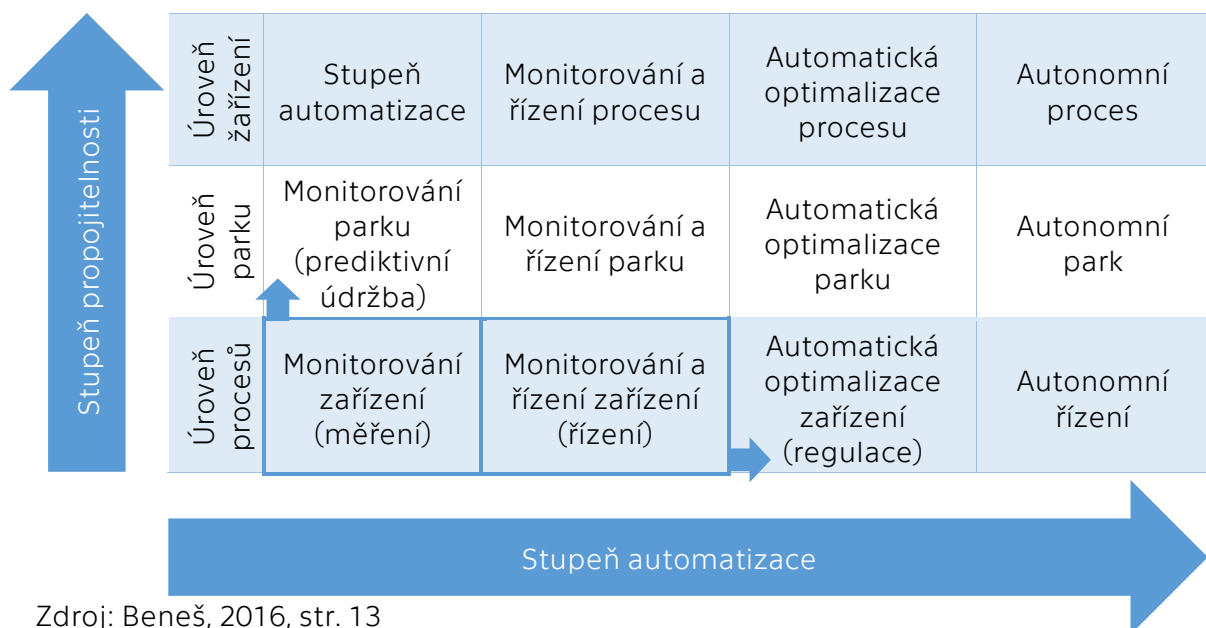 Stupeň propojitelnosti
Úroveň
žařízení
Stupeň
automatizace
Monitorování a
řízení procesu
Automatická
optimalizace
procesu
Autonomní
proces
Úroveň
parku
Monitorování
parku
(prediktivní
údržba)
Monitorování a
řízení parku
Automatická
optimalizace
parku
Autonomní
park
Úroveň
procesů
Monitorování
zařízení
(měření)
Monitorování a
řízení zařízení
(řízení)
Automatická
optimalizace
zařízení
(regulace)
Autonomní
řízení
Stupeň automatizace
Zdroj: Beneš, 2016, str. 13